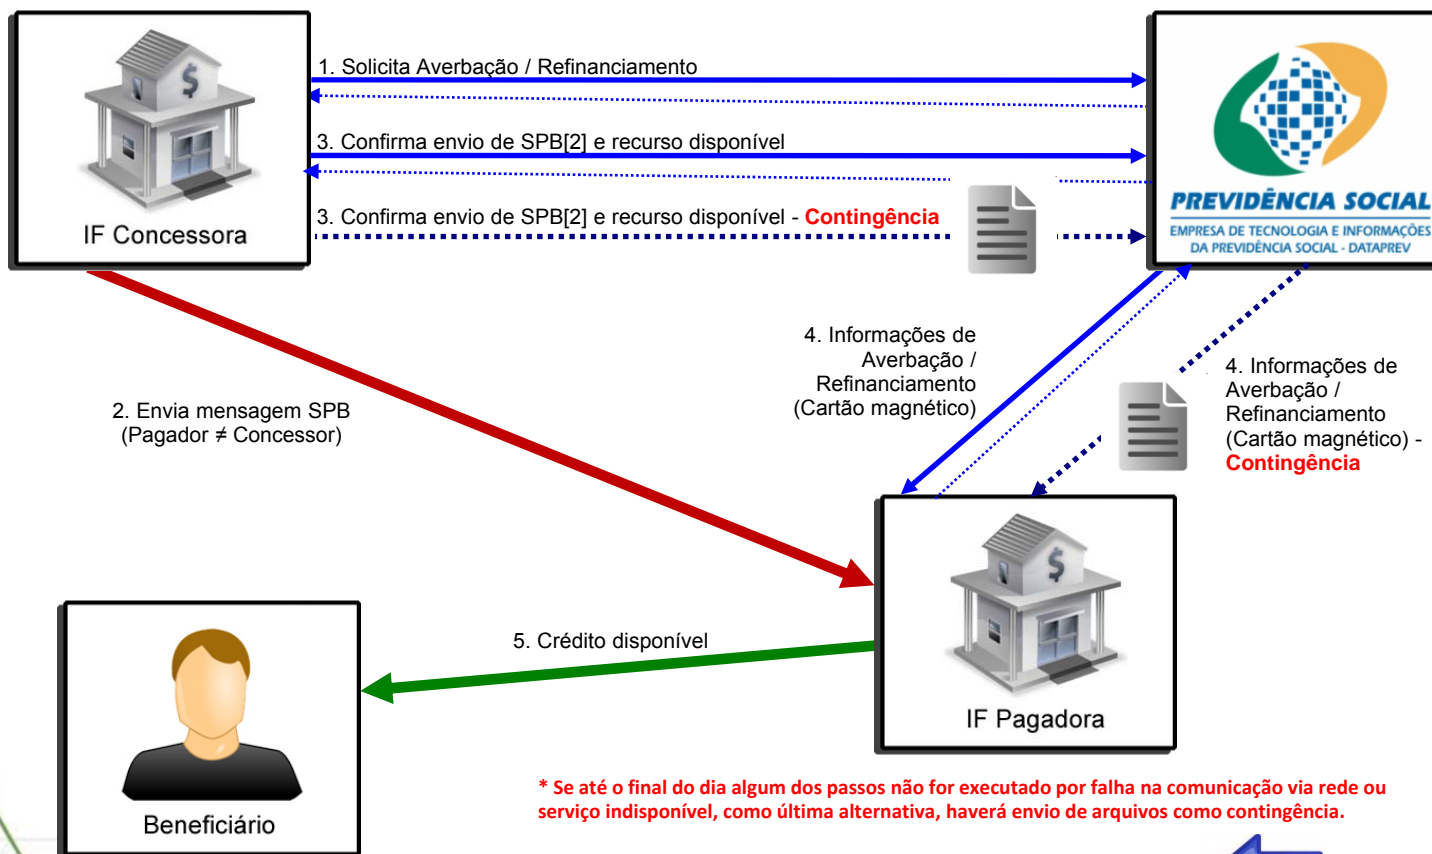 1. Solicita Averbação / Refinanciamento
3. Confirma envio de SPB[2] e recurso disponível
3. Confirma envio de SPB[2] e recurso disponível - Contingência
IF Concessora
PREVIDÊNCIA SOCIAL
EMPRESA DE TECNOLOGIA E INFORMAÇÕES
DA PREVIDÊNCIA SOCIAL - DATAPREV
4. Informações de
Averbação /
Refinanciamento
(Cartão magnético)
4. Informações de
Averbação /
Refinanciamento
(Cartão magnético) -
Contingência
2. Envia mensagem SPB
(Pagador ≠ Concessor)
$
$
5. Crédito disponível
IF Pagadora
Beneficiário
* Se até o final do dia algum dos passos não for executado por falha na comunicação via rede ou
serviço indisponível, como última alternativa, haverá envio de arquivos como contingência.